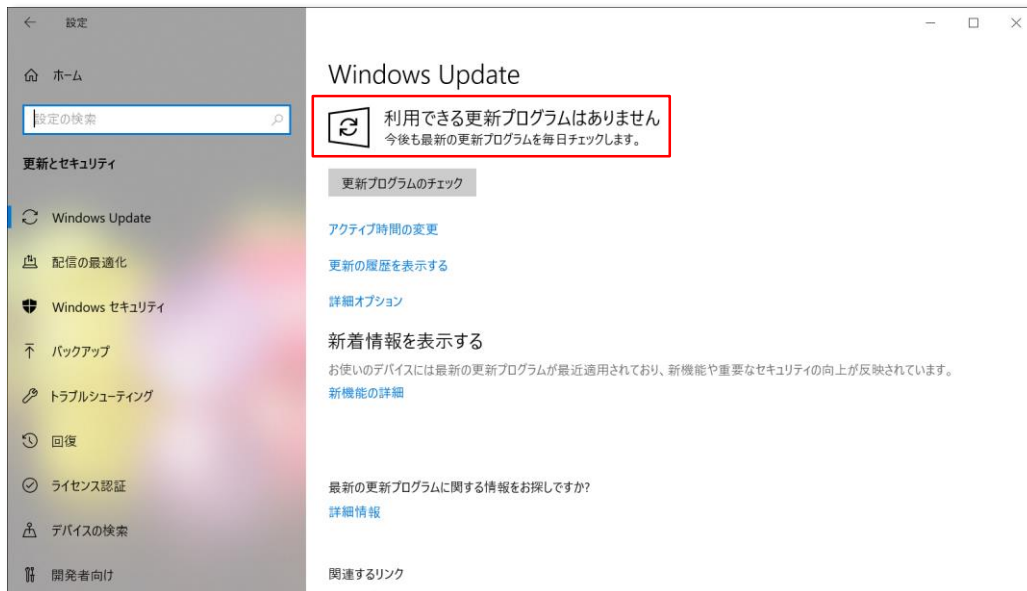 設定
ホーム
設定の検索
更新とセキュリティ
Windows Update
配信の最適化
Windows セキュリティ
バックアップ
トラブルシューティング
回復
ライセンス認証
デバイスの検索
開発者向け
Windows Update
利用できる更新プログラムはありません
今後も最新の更新プログラムを毎日チェックします。
更新プログラムのチェック
アクティブ時間の変更
更新の履歴を表示する
詳細オプション
新着情報を表示する
お使いのデバイスには最新の更新プログラムが最近適用されており、新機能や重要なセキュリティの向上が反映されています。
新機能の詳細
最新の更新プログラムに関する情報をお探しですか?
詳細情報
関連するリンク